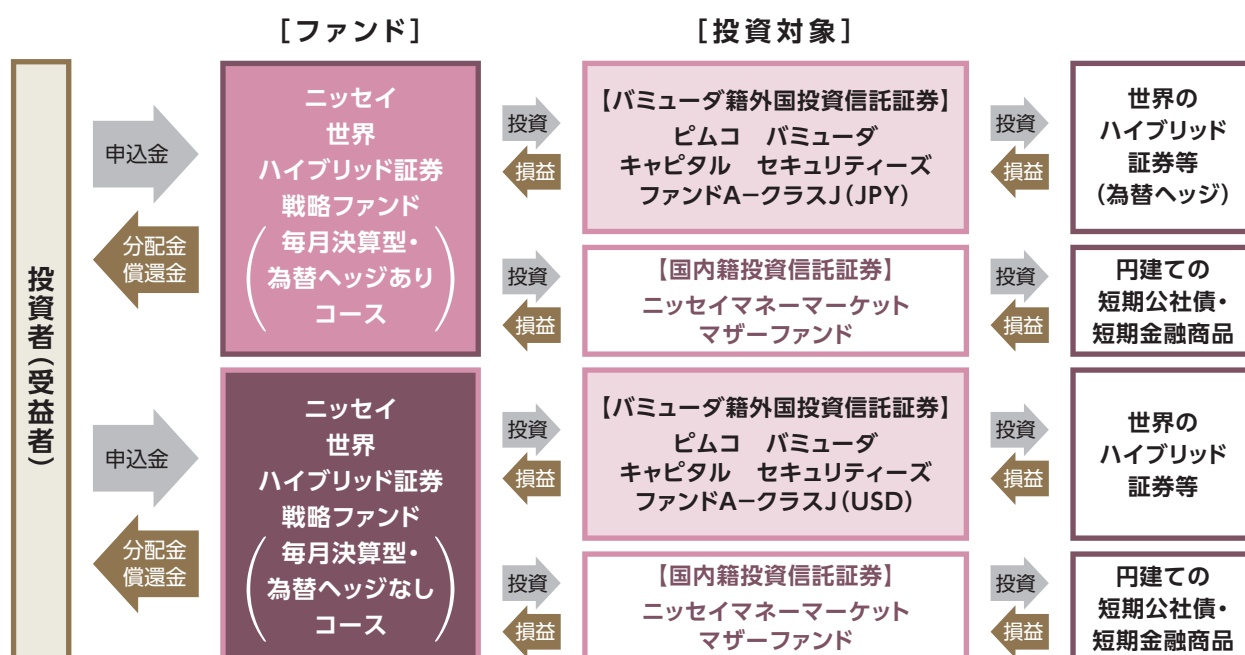 ［ファンド］
［投資対象］
投資者（受益者）
申込金
分配金
償還金
ニッセイ
世界
ハイブリッド証券
戦略ファンド
（毎月決算型・
為替ヘッジあり
コース）
投資
損益
【バミューダ籍外国投資信託証券】
ピムコ　バミューダ
キャピタル　セキュリティーズ
ファンドA－クラスJ（JPY）
投資
損益
世界の
ハイブリッド
証券等
（為替ヘッジ）
投資
損益
【国内籍投資信託証券】
ニッセイマネーマーケット
マザーファンド
投資
損益
円建ての
短期公社債・
短期金融商品
申込金
分配金
償還金
ニッセイ
世界
ハイブリッド証券
戦略ファンド
（毎月決算型・
為替ヘッジなし
コース）
投資
損益
【バミューダ籍外国投資信託証券】
ピムコ　バミューダ
キャピタル　セキュリティーズ
ファンドA－クラスJ（USD）
投資
損益
世界の
ハイブリッド
証券等
投資
損益
【国内籍投資信託証券】
ニッセイマネーマーケット
マザーファンド
投資
損益
円建ての
短期公社債・
短期金融商品